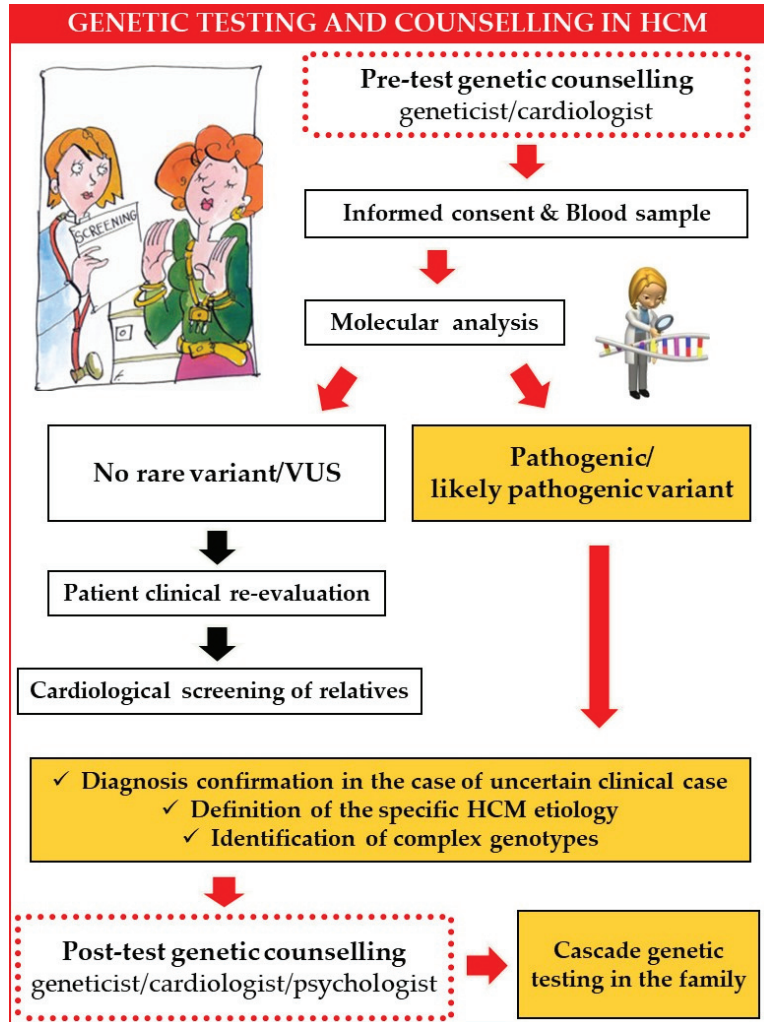 GENETIC TESTING AND COUNSELLING IN HCM
SCREENING
Pre-test genetic counselling
geneticist/cardiologist
Informed consent & Blood sample
Molecular analysis
No rare variant/VUS
Pathogenic/
likely pathogenic variant
Patient clinical re-evaluation
Cardiological screening of relatives
✓ Diagnosis confirmation in the case of uncertain clinical case
✓ Definition of the specific HCM etiology
✓ Identification of complex genotypes
Post-test genetic counselling
geneticist/cardiologist/psychologist
Cascade genetic
testing in the family